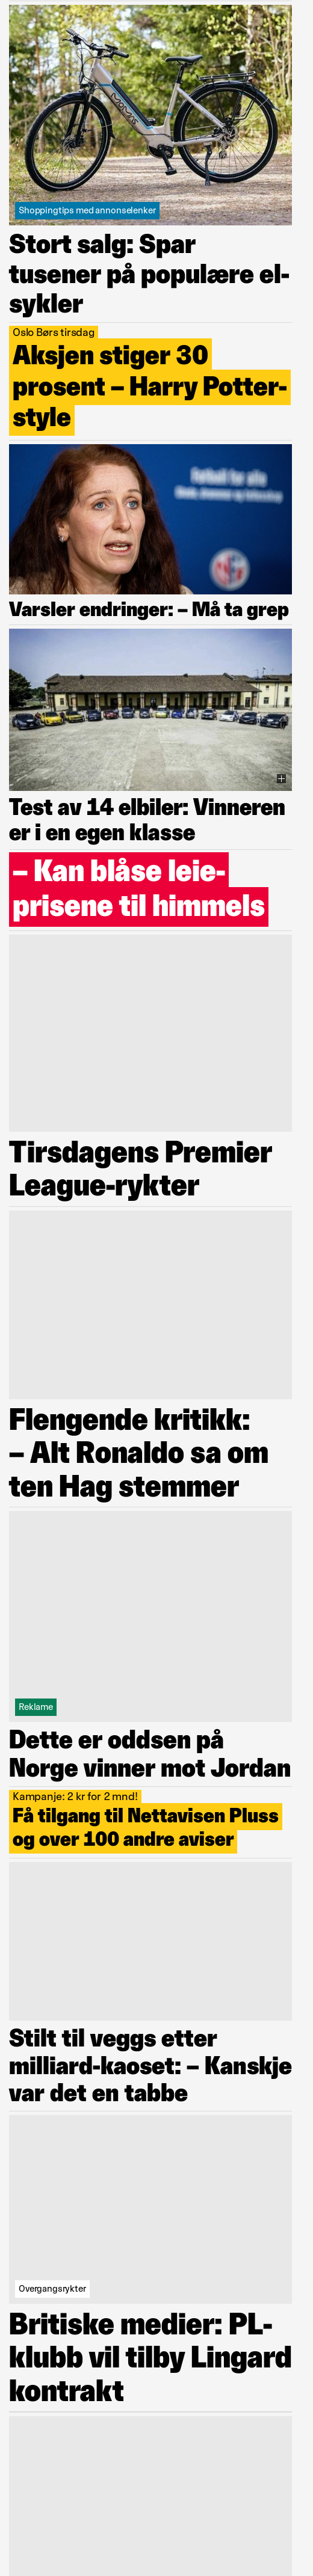 Shoppingtips med annonselenker
Stort salg: Spar
tusener på populære el-
sykler
Oslo Børs tirsdag
Aksjen stiger 30
prosent – Harry Potter-
style
Varsler endringer: – Må ta grep
Test av 14 elbiler: Vinneren
er i en egen klasse
– Kan blåse leie-
prisene til himmels
Tirsdagens Premier
League-rykter
Flengende kritikk:
– Alt Ronaldo sa om
ten Hag stemmer
Reklame
Dette er oddsen på
Norge vinner mot Jordan
Kampanje: 2 kr for 2 mnd!
Få tilgang til Nettavisen Pluss
og over 100 andre aviser
Stilt til veggs etter
milliard-kaoset: – Kanskje
var det en tabbe
Overgangsrykter
Britiske medier: PL-
klubb vil tilby Lingard
kontrakt